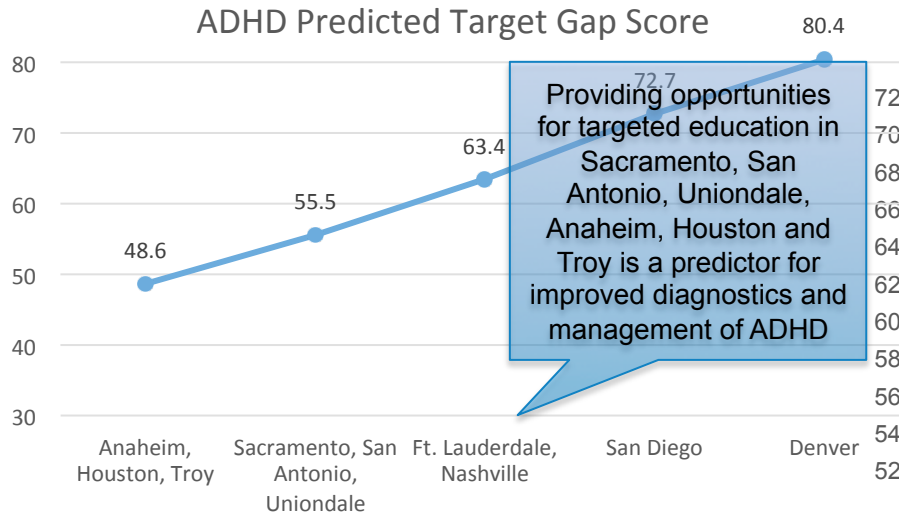 ADHD Predicted Target Gap Score
80.4
80
72.7
Providing opportunities
for targeted education in
Sacramento, San
Antonio, Uniondale,
Anaheim, Houston and
Troy is a predictor for
improved diagnostics and
management of ADHD
70
63.4
60
55.5
48.6
50
40
30
72
70
68
66
64
62
60
58
56
54
52
Anaheim,
Houston, Troy
Sacramento, San
Antonio,
Uniondale
Ft. Lauderdale,
Nashville
San Diego
Denver